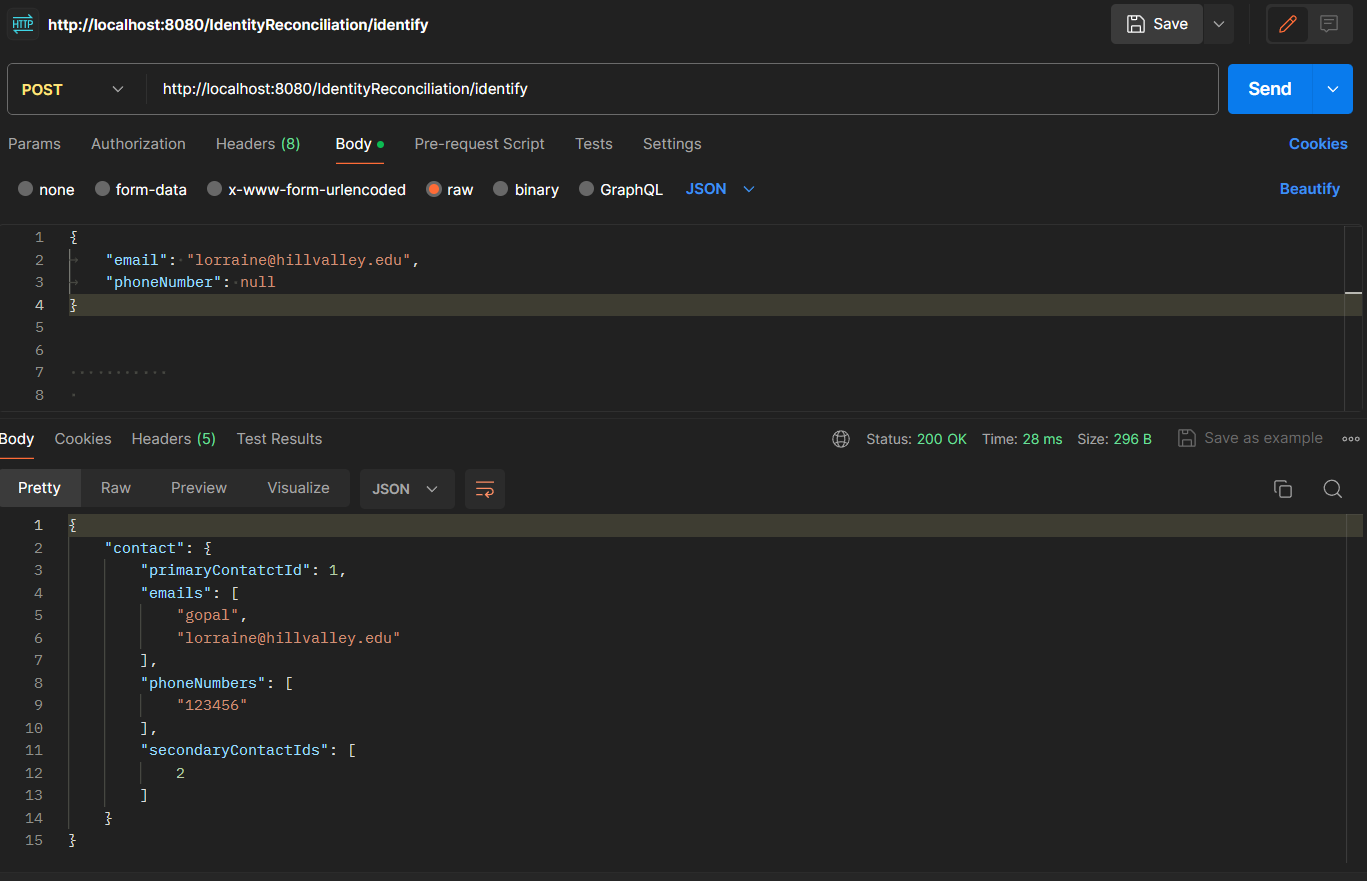 HTTP http://localhost:8080/IdentityReconciliation/identify Save
POST http://localhost:8080/IdentityReconciliation/identify Send
Params Authorization Headers (8) Body Pre-request Script Tests Settings Cookies
none form-data x-www-form-urlencoded raw binary GraphQL JSON Beautify
1 {
2 "email": "lorraine@hillvalley.edu",
3 "phoneNumber": null
4 }
5
6
7
8
Body Cookies Headers (5) Test Results Status: 200 OK Time: 28 ms Size: 296 B Save as example
Pretty Raw Preview Visualize JSON
1 {
2 "contact": {
3 "primaryContatctId": 1,
4 "emails": [
5 "gopal",
6 "lorraine@hillvalley.edu"
7 ],
8 "phoneNumbers": [
9 "123456"
10 ],
11 "secondaryContactIds": [
12 2
13 ]
14 }
15 }